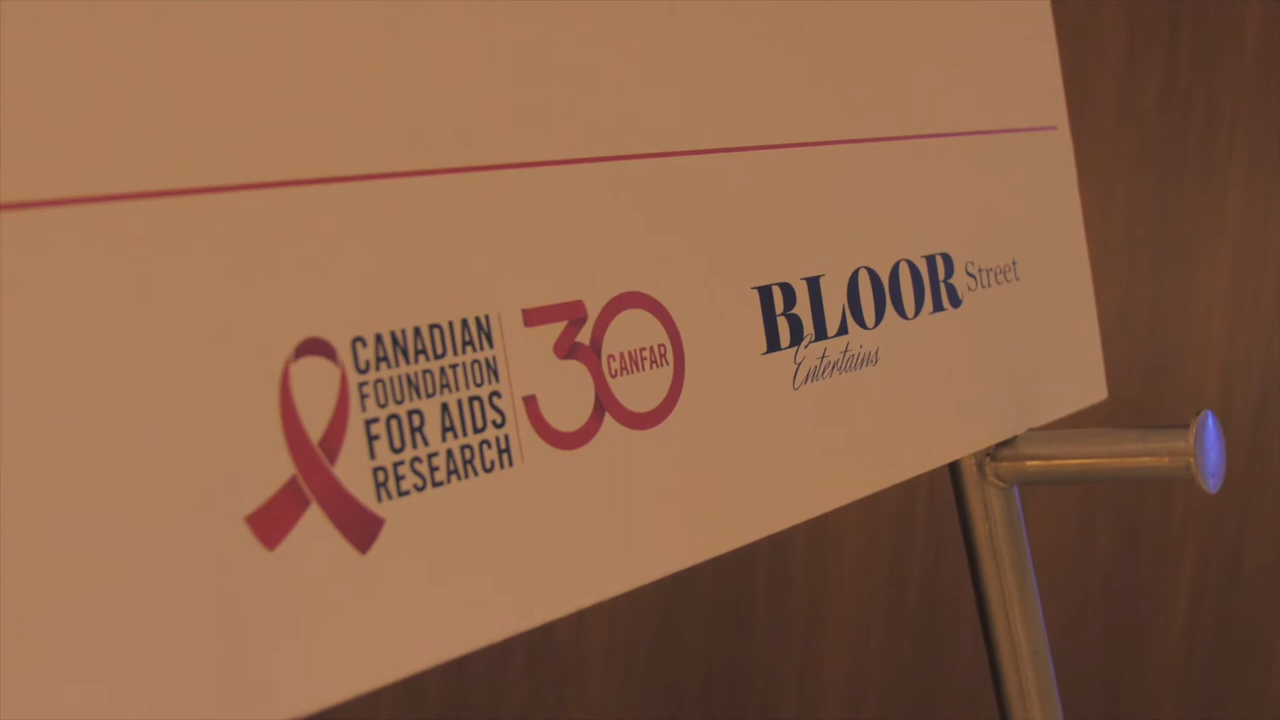 CANADIAN
FOUNDATION
FOR AIDS
RESEARCH
30
CANFAR
BLOOR Street
Entertains